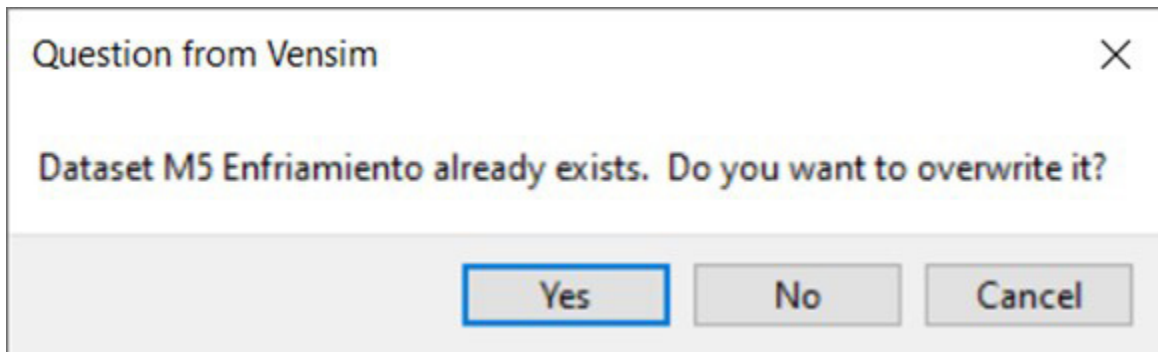 Question from Vensim
Dataset M5 Enfriamiento already exists.  Do you want to overwrite it?
Yes No Cancel